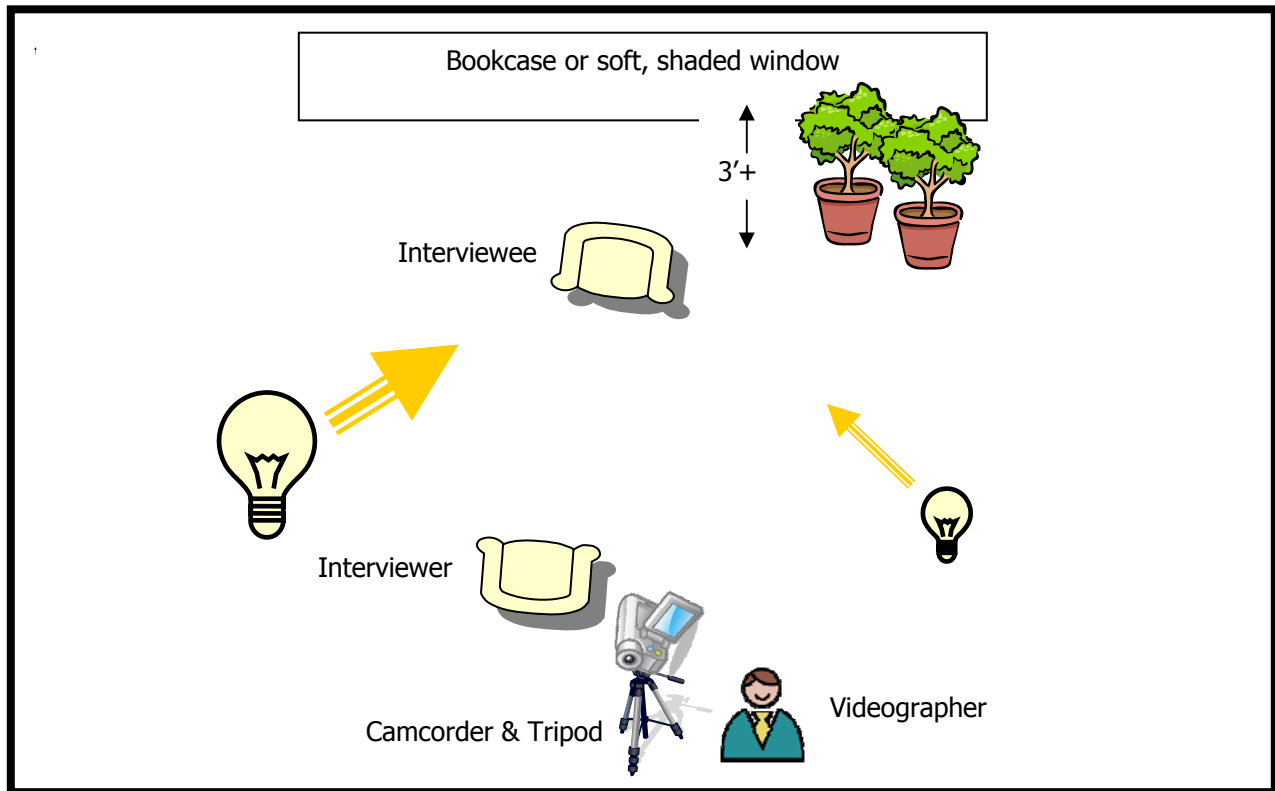 Bookcase or soft, shaded window
3’+
Interviewee
Interviewer
Camcorder & Tripod
Videographer